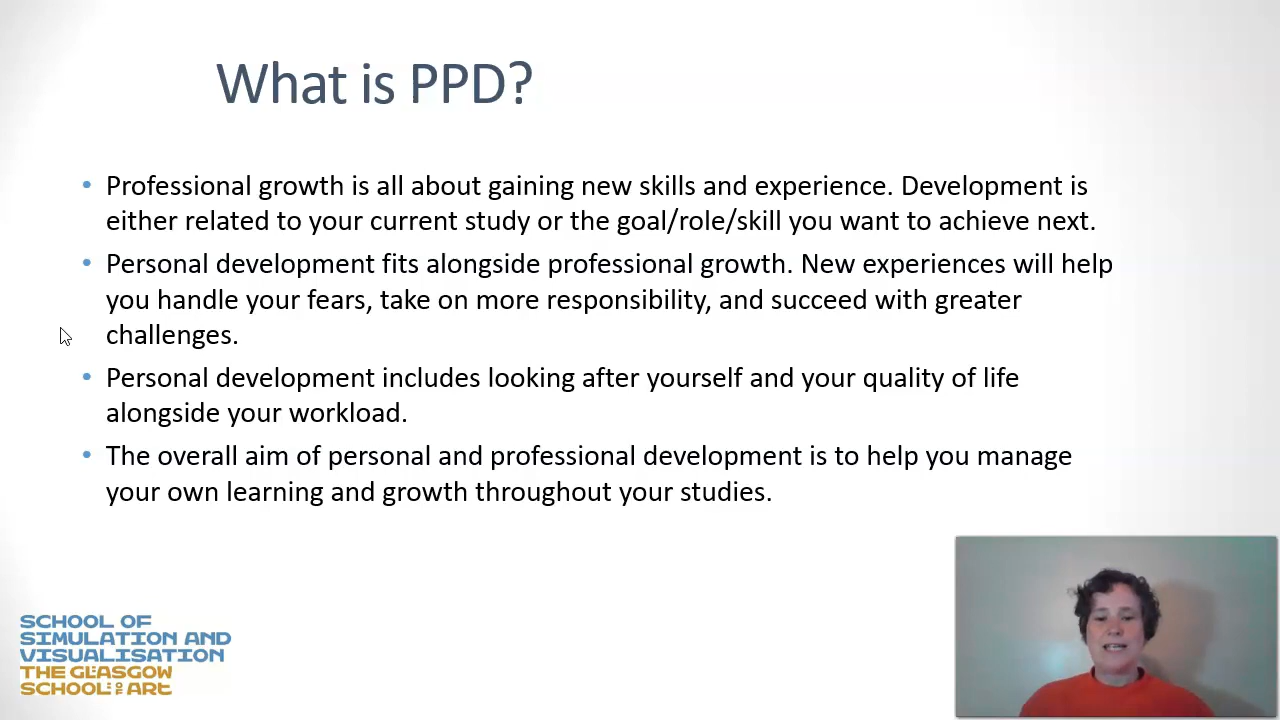 What is PPD?
• Professional growth is all about gaining new skills and experience. Development is
either related to your current study or the goal/role/skill you want to achieve next.
• Personal development fits alongside professional growth. New experiences will help
you handle your fears, take on more responsibility, and succeed with greater
challenges.
• Personal development includes looking after yourself and your quality of life
alongside your workload.
• The overall aim of personal and professional development is to help you manage
your own learning and growth throughout your studies.
SCHOOL OF
SIMULATION AND
VISUALISATION
THE GLASGOW
SCHOOL OF ART